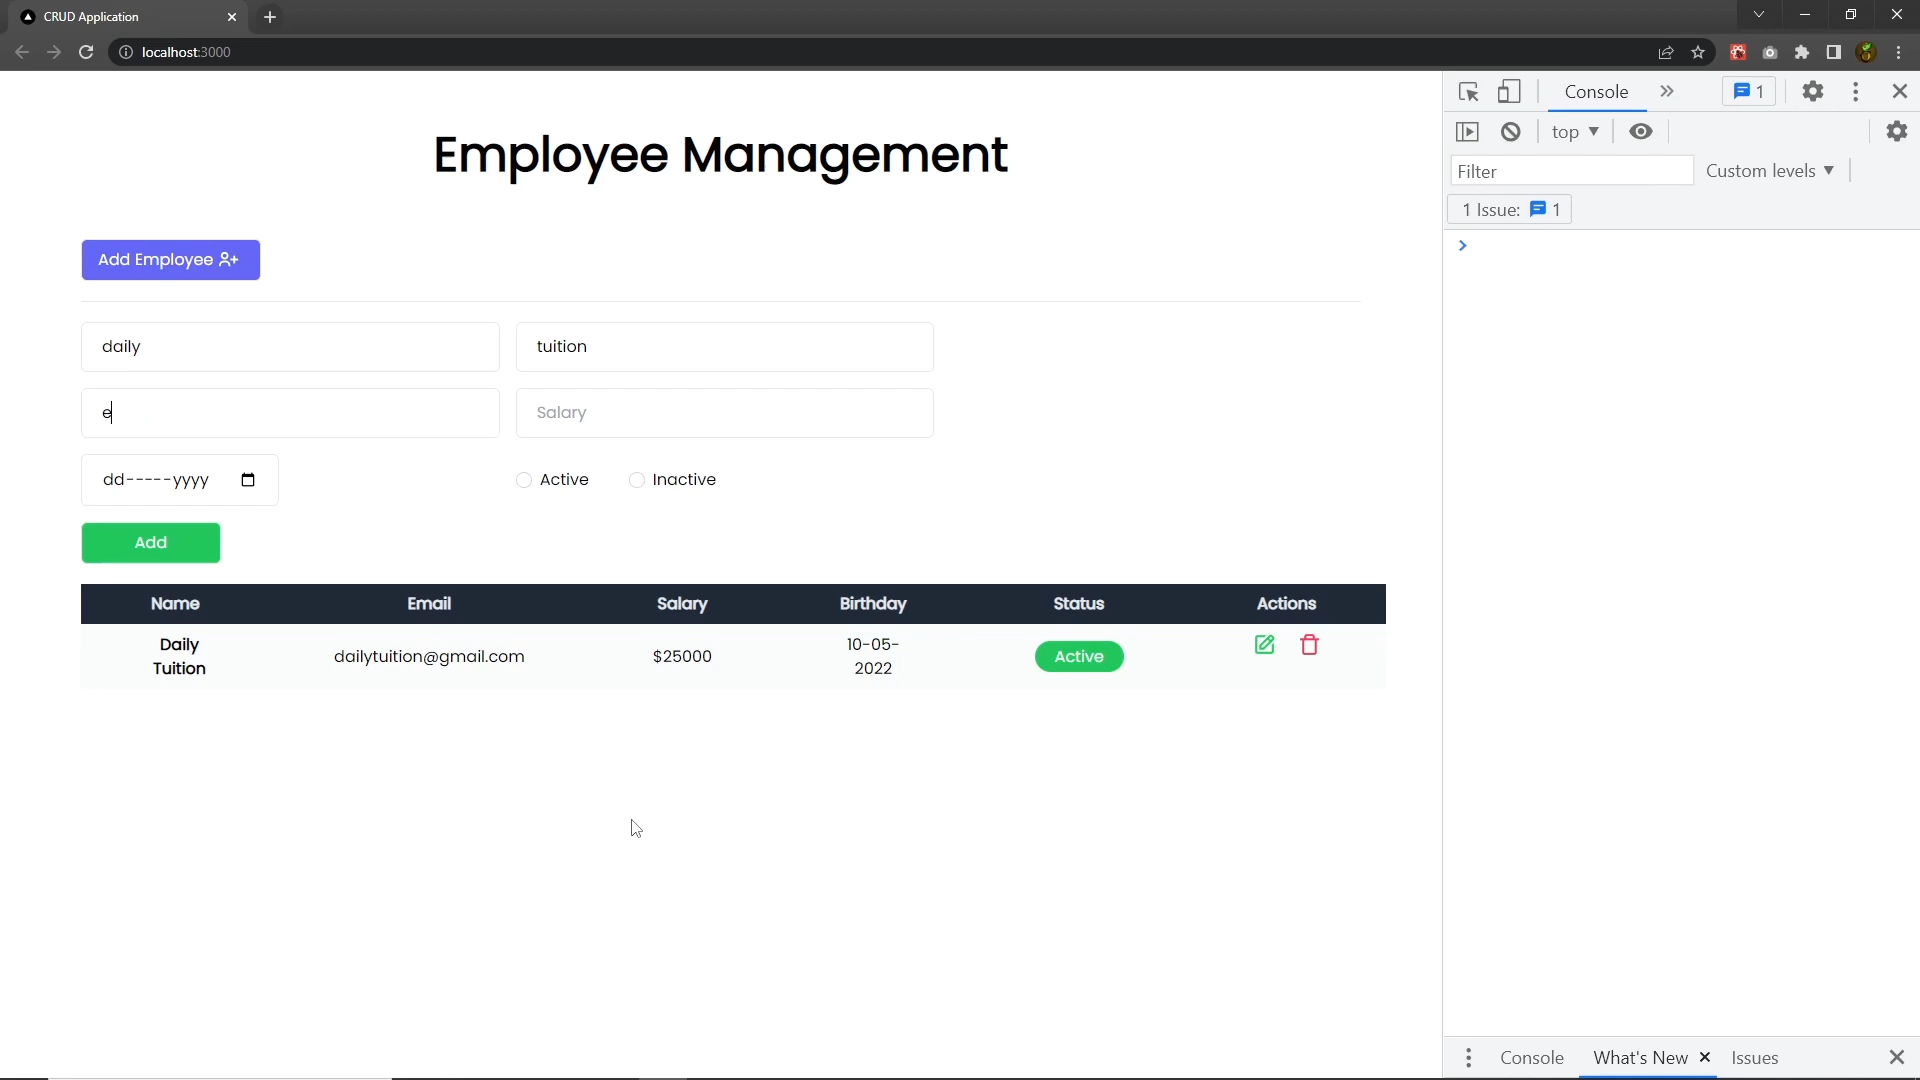 CRUD Application
localhost:3000
Console
1
top
Filter
Custom levels
1 Issue: 1
Employee Management
Add Employee
daily
tuition
e
Salary
dd-----yyyy
Active
Inactive
Add
Name Email Salary Birthday Status Actions
Daily
Tuition
dailytuition@gmail.com
$25000
10-05-
2022
Active
Console
What's New
Issues